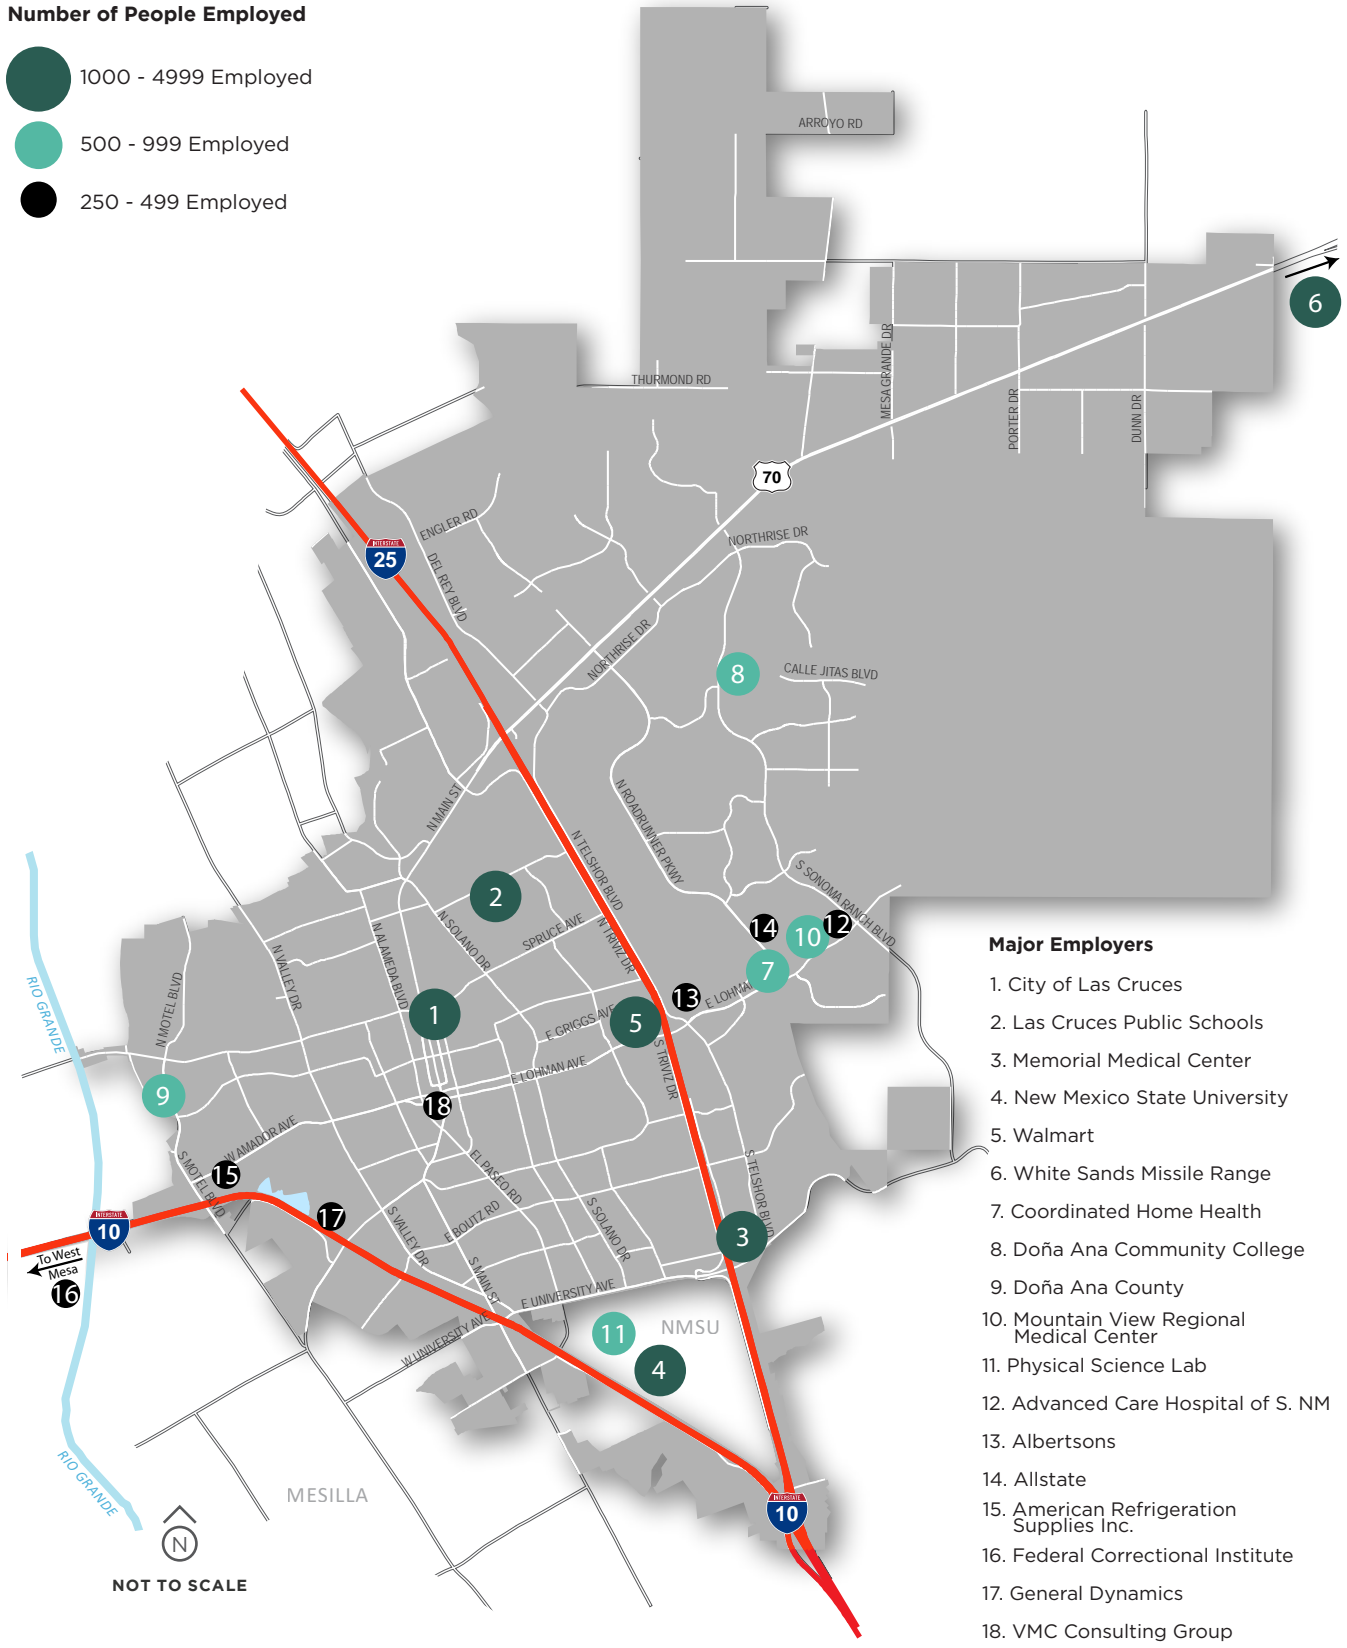 Number of People Employed
1000 - 4999 Employed
500 - 999 Employed
250 - 499 Employed
ARROYO RD
6
MESA GRANDE DR
THURMOND RD
PORTER DR
DUNN DR
70
ENGLER RD
NORTHRISE DR
INTERSTATE
25
DEL REY BLVD
NORTHRISE DR
8
CALLE JITAS BLVD
N MAIN ST
N ROADRUNNER PKWY
N TELSHOR BLVD
2
S SONOMA RANCH BLVD
N SOLANO DR
SPRUCE AVE
N TRIVIZ DR
14
10
12
N ALAMEDA BLVD
N VALLEY DR
7
RIO GRANDE
N MOTEL BLVD
13
E LOHMA
1
E GRIGGS AVE
5
S TRIVIZ DR
E LOHMAN AVE
9
18
W AMADOR AVE
S MOTEL BLVD
15
EL PASEO RD
S TELSHOR BLVD
17
S VALLEY DR
E BOUTZ RD
S SOLANO DR
3
INTERSTATE
10
To West
Mesa
16
S MAIN ST
E UNIVERSITY AVE
W UNIVERSITY AVE
11
NMSU
4
RIO GRANDE
MESILLA
INTERSTATE
10
N
NOT TO SCALE
Major Employers
1. City of Las Cruces
2. Las Cruces Public Schools
3. Memorial Medical Center
4. New Mexico State University
5. Walmart
6. White Sands Missile Range
7. Coordinated Home Health
8. Doña Ana Community College
9. Doña Ana County
10. Mountain View Regional
Medical Center
11. Physical Science Lab
12. Advanced Care Hospital of S. NM
13. Albertsons
14. Allstate
15. American Refrigeration
Supplies Inc.
16. Federal Correctional Institute
17. General Dynamics
18. VMC Consulting Group